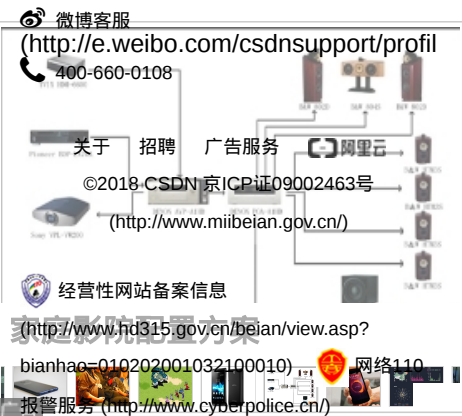 微博客服
(http://e.weibo.com/csdnsupport/profil
400-660-0108
关于 招聘 广告服务 阿里云
©2018 CSDN 京ICP证09002463号
(http://www.miibeian.gov.cn/)
经营性网站备案信息
(http://www.hd315.gov.cn/beian/view.asp?
家庭影院配置方案
bianhao=010202001032100010) 网络110
报警服务 (http://www.cyberpolice.cn/)